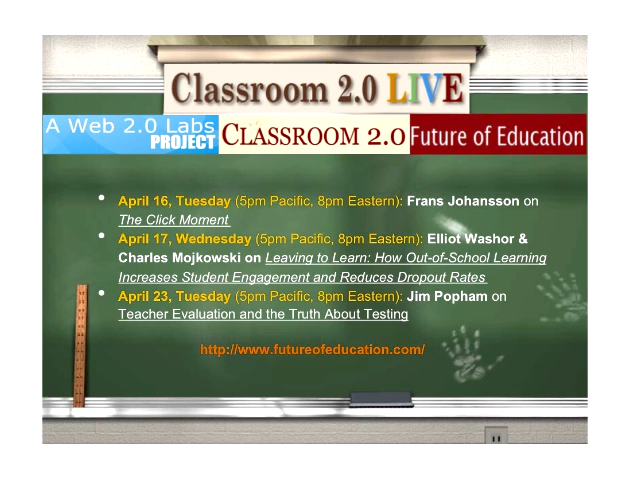 Classroom 2.0 LIVE
A Web 2.0 Labs
PROJECT
CLASSROOM 2.0
Future of Education
• April 16, Tuesday (5pm Pacific, 8pm Eastern): Frans Johansson on
The Click Moment
• April 17, Wednesday (5pm Pacific, 8pm Eastern): Elliot Washor &
Charles Mojkowski on Leaving to Learn: How Out-of-School Learning
Increases Student Engagement and Reduces Dropout Rates
• April 23, Tuesday (5pm Pacific, 8pm Eastern): Jim Popham on
Teacher Evaluation and the Truth About Testing
http://www.futureofeducation.com/